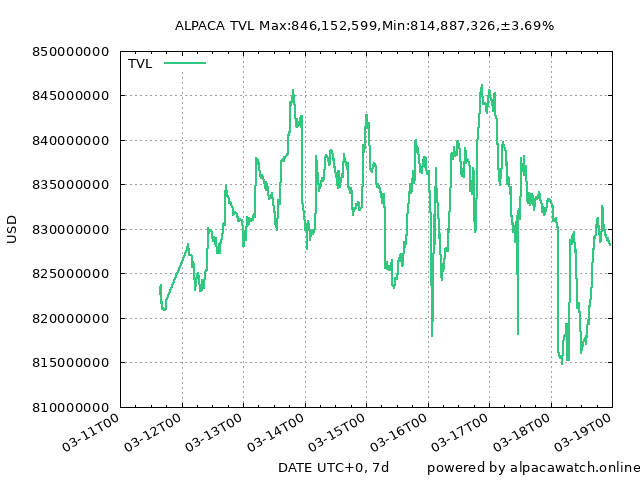 ALPACA TVL Max:846,152,599,Min:814,887,326,±3.69%
TVL
850000000
845000000
840000000
835000000
830000000
825000000
820000000
815000000
810000000
USD
03-11T00
03-12T00
03-13T00
03-14T00
03-15T00
03-16T00
03-17T00
03-18T00
03-19T00
DATE UTC+0, 7d
powered by alpacawatch.online